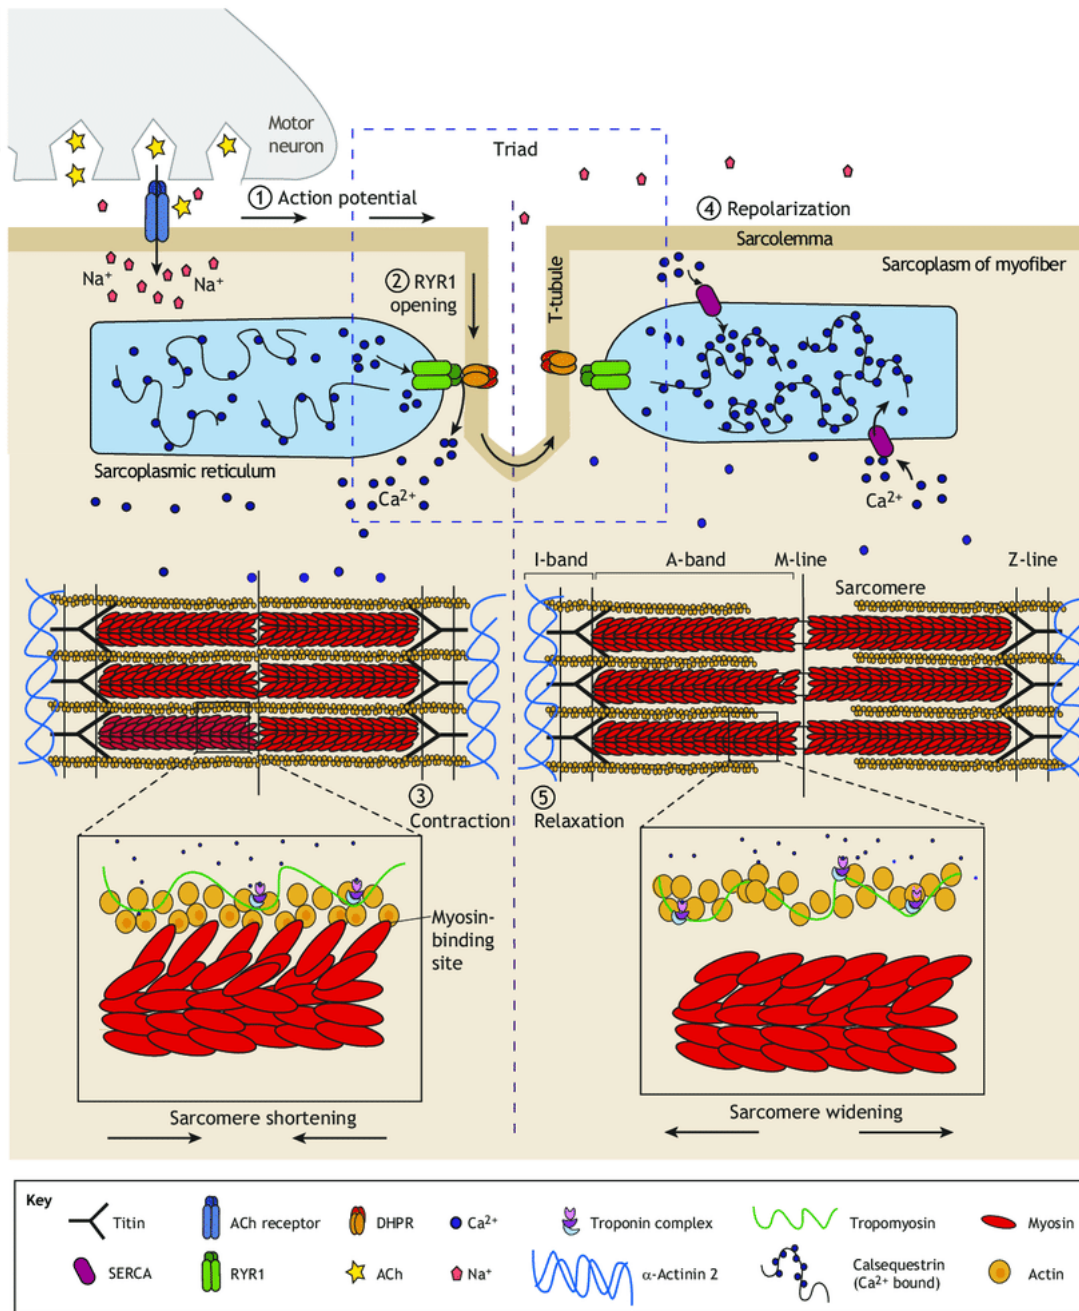 Motor
neuron
Triad
① Action potential
④ Repolarization
Sarcolemma
Sarcoplasm of myofiber
Na⁺
Na⁺
② RYR1
opening
T-tubule
Sarcoplasmic reticulum
Ca²⁺
Ca²⁺
I-band
A-band
M-line
Z-line
Sarcomere
③
Contraction
⑤
Relaxation
Myosin-
binding
site
Sarcomere shortening
Sarcomere widening
Key
Titin
ACh receptor
DHPR
Ca²⁺
Troponin complex
Tropomyosin
Myosin
SERCA
RYR1
ACh
Na⁺
α-Actinin 2
Calsequestrin
(Ca²⁺ bound)
Actin